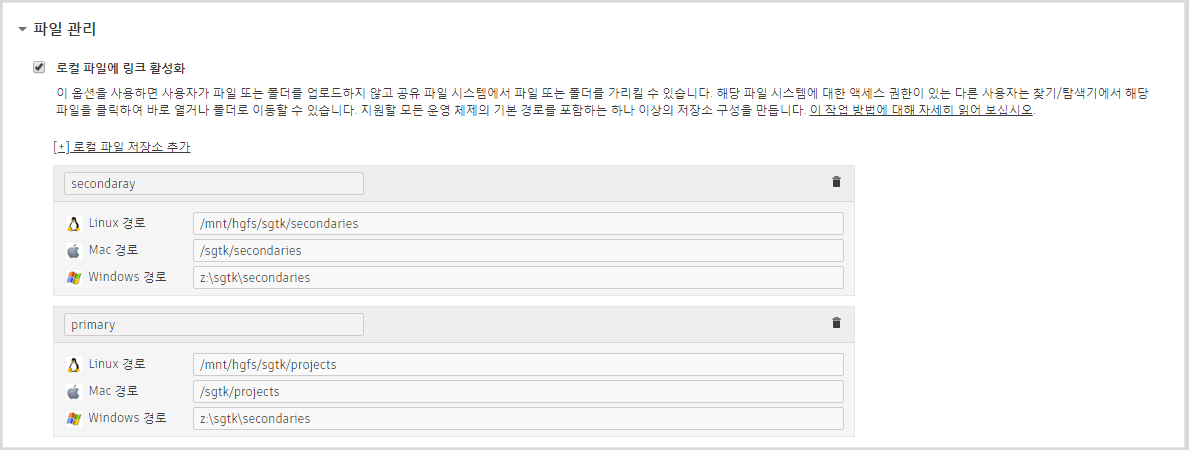 파일 관리
로컬 파일에 링크 활성화
이 옵션을 사용하면 사용자가 파일 또는 폴더를 업로드하지 않고 공유 파일 시스템에서 파일 또는 폴더를 가리킬 수 있습니다. 해당 파일 시스템에 대한 액세스 권한이 있는 다른 사용자는 찾기/탐색기에서 해당
파일을 클릭하여 바로 열거나 폴더로 이동할 수 있습니다. 지원할 모든 운영 체제의 기본 경로를 포함하는 하나 이상의 저장소 구성을 만듭니다. 이 작업 방법에 대해 자세히 읽어 보십시오.
[+] 로컬 파일 저장소 추가
secondaray
Linux 경로 /mnt/hgfs/sgtk/secondaries
Mac 경로 /sgtk/secondaries
Windows 경로 z:\sgtk\secondaries
primary
Linux 경로 /mnt/hgfs/sgtk/projects
Mac 경로 /sgtk/projects
Windows 경로 z:\sgtk\secondaries